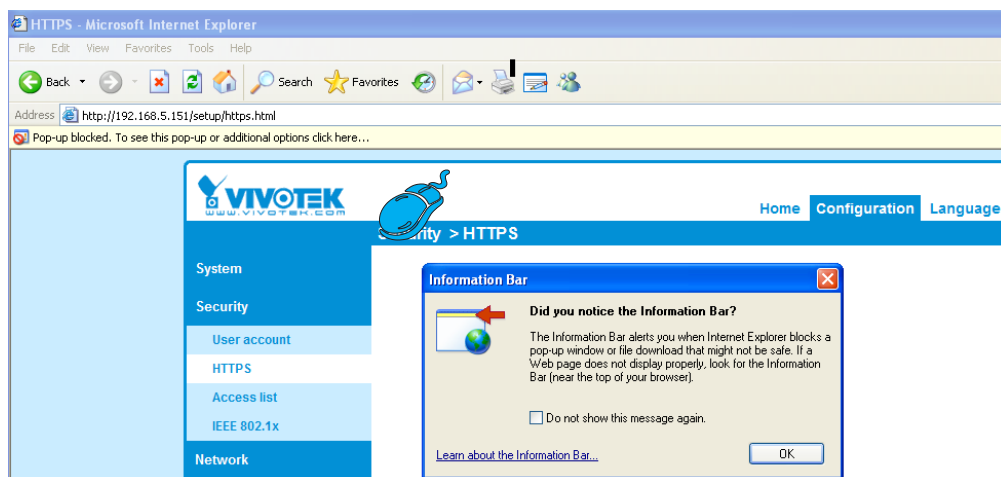 HTTPS - Microsoft Internet Explorer
File Edit View Favorites Tools Help
Back Search Favorites
Address http://192.168.5.151/setup/https.html
Pop-up blocked. To see this pop-up or additional options click here...
VIVOTEK
www.vivotek.com
Home Configuration Language
>HTTPS
System
Information Bar
Security
Did you notice the Information Bar?
The Information Bar alerts you when Internet Explorer blocks a
pop-up window or file download that might not be safe. If a
Web page does not display properly, look for the Information
Bar (near the top of your browser).
User account
HTTPS
Access list
Do not show this message again.
IEEE 802.1x
Learn about the Information Bar...
OK
Network